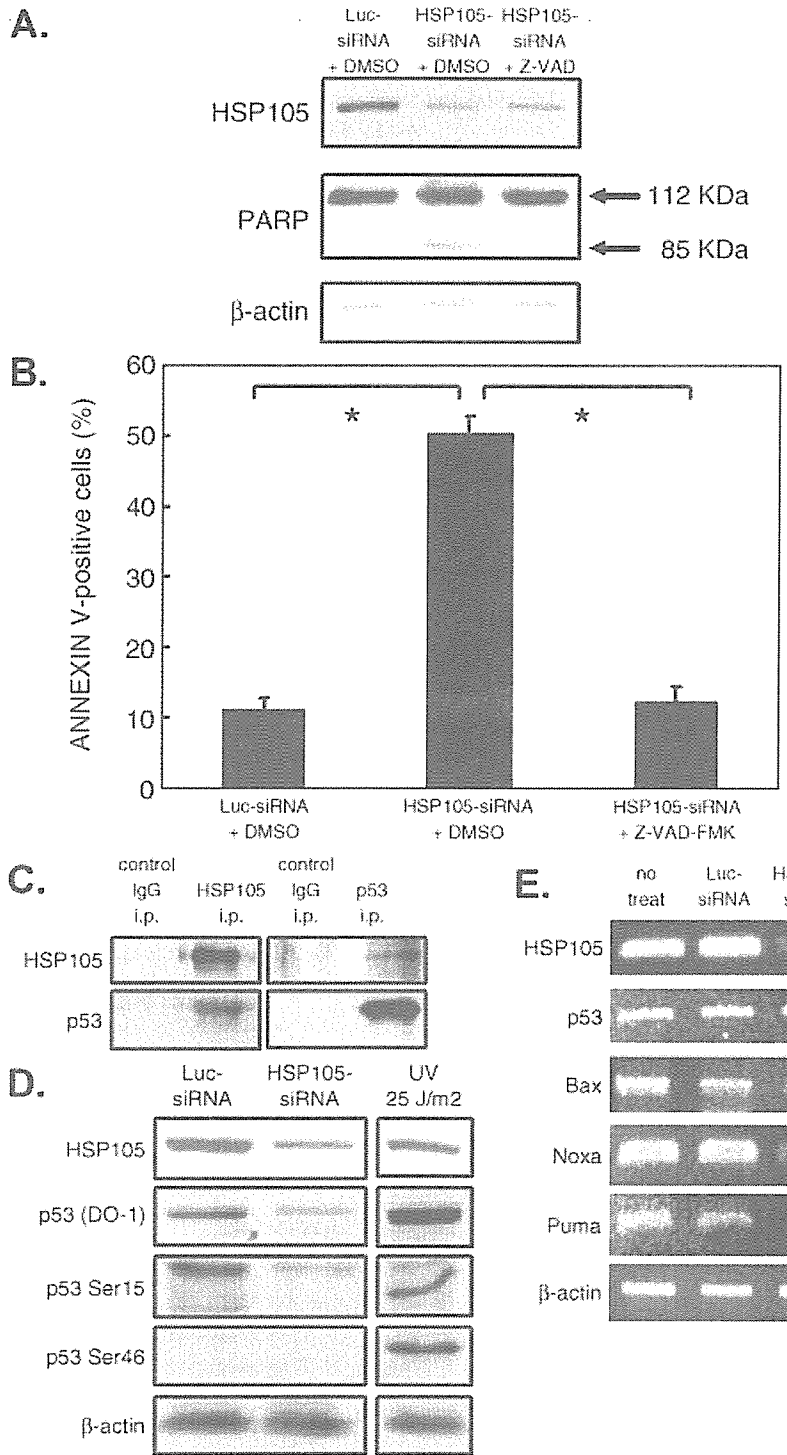 A.
Luc- HSP105- HSP105-
siRNA siRNA siRNA
+ DMSO + DMSO + Z-VAD
HSP105
PARP
112 KDa
85 KDa
β-actin
B.
ANNEXIN V-positive cells (%)
60
50
40
30
20
10
0
* *
Luc-siRNA HSP105-siRNA HSP105-siRNA
+ DMSO + DMSO + Z-VAD-FMK
C.
control control
IgG HSP105 IgG p53
i.p. i.p. i.p. i.p.
HSP105
p53
D.
Luc- HSP105- UV
siRNA siRNA 25 J/m2
HSP105
p53 (DO-1)
p53 Ser15
p53 Ser46
β-actin
E.
no Luc- H
treat siRNA s
HSP105
p53
Bax
Noxa
Puma
β-actin